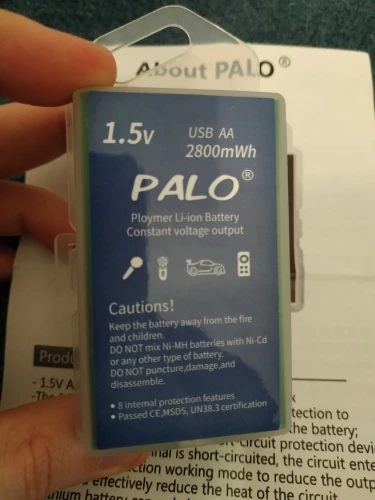 About PALO®
1.5V
USB AA
2800mWh
PALO®
Ploymer Li-ion Battery
Constant voltage output
Cautions!
Keep the battery away from the fire
and children.
DO NOT mix Ni-MH batteries with Ni-Cd
or any other type of battery.
DO NOT puncture,damage,and
disassemble.
• 8 internal protection features
• Passed CE,MSDS, UN38.3 certification
Produ
- 1.5V A
tection to
the battery;
circuit protection devi
inal is short-circuited, the circuit ente
ction working mode to reduce the outp
effectively reduce the heat of the circuit